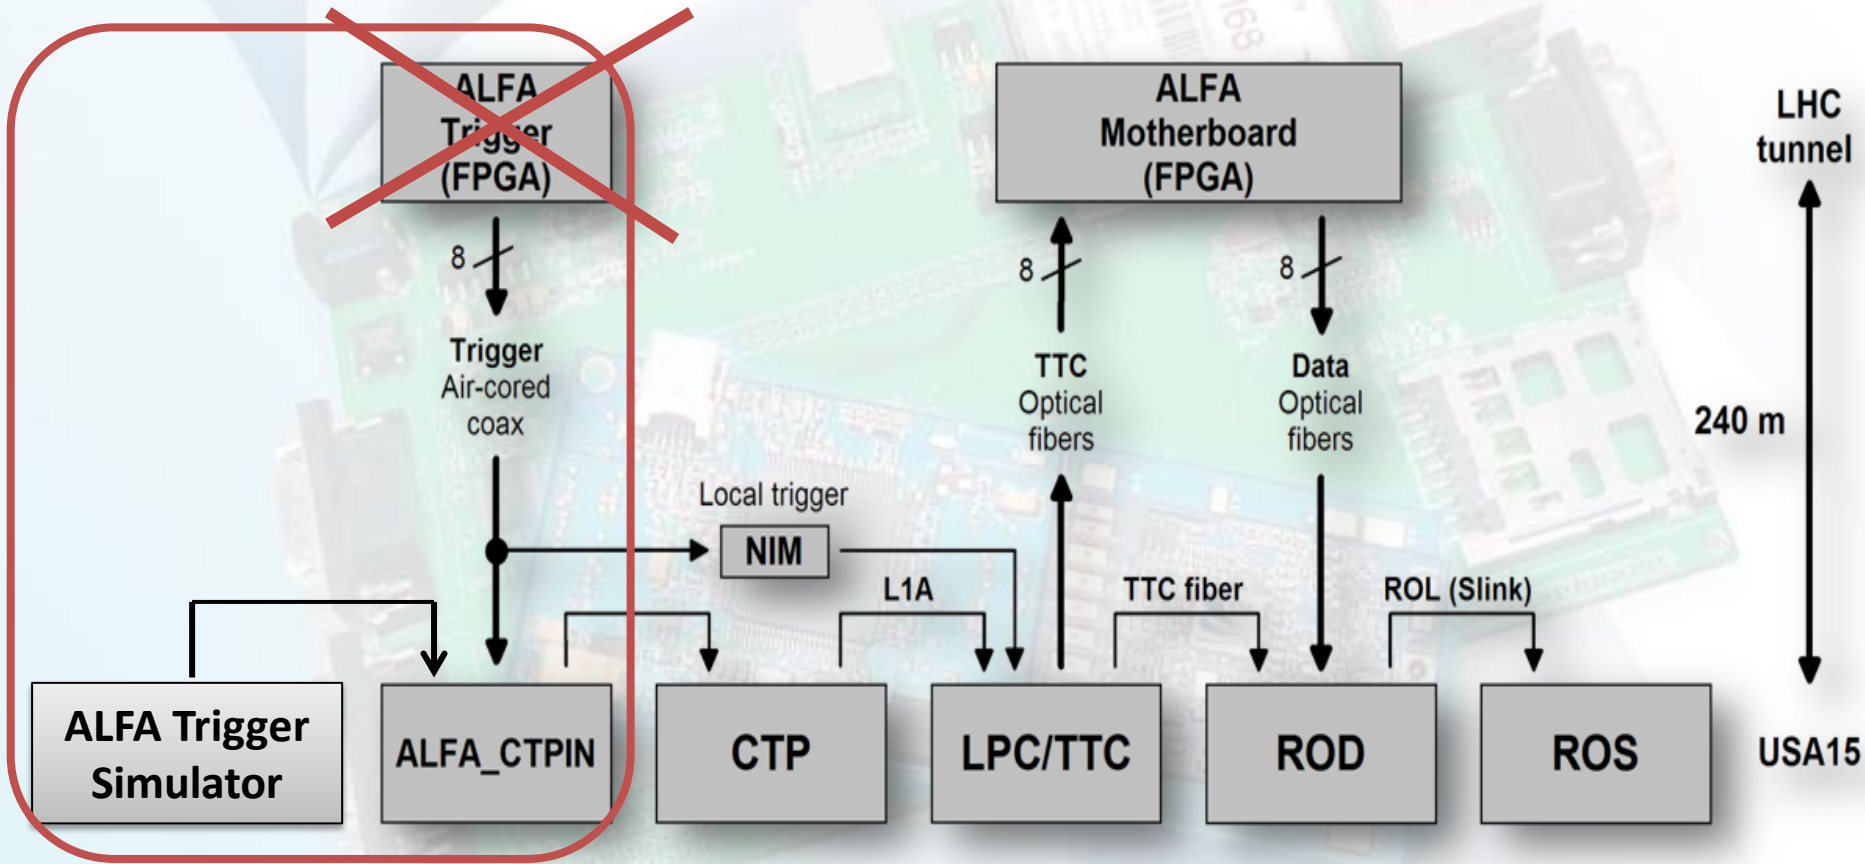 ALFA
Trigger
(FPGA)
8
Trigger
Air-cored
coax
ALFA
Motherboard
(FPGA)
8
8
TTC
Optical
fibers
Data
Optical
fibers
LHC
tunnel
240 m
USA15
Local trigger
NIM
L1A
TTC fiber
ROL (Slink)
ALFA Trigger
Simulator
ALFA_CTPIN
CTP
LPC/TTC
ROD
ROS
168